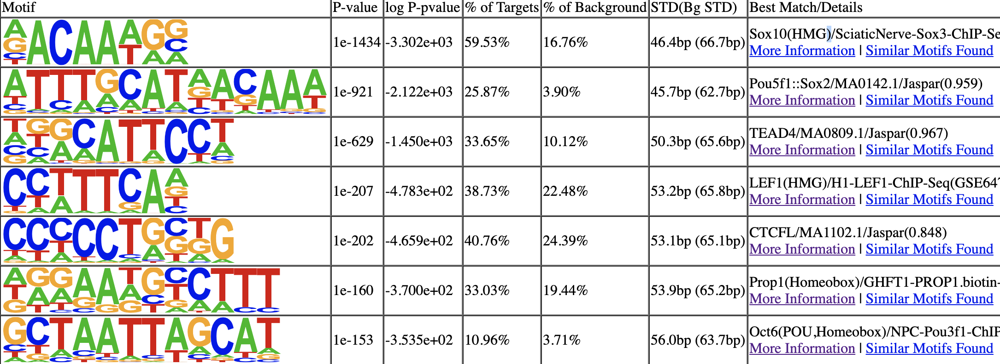 Motif P-value log P-pvalue % of Targets % of Background STD(Bg STD) Best Match/Details
1e-1434 -3.302e+03 59.53% 16.76% 46.4bp (66.7bp) Sox10(HMG)/SciaticNerve-Sox3-ChIP-Se
More Information | Similar Motifs Found
1e-921 -2.122e+03 25.87% 3.90% 45.7bp (62.7bp) Pou5f1::Sox2/MA0142.1/Jaspar(0.959)
More Information | Similar Motifs Found
1e-629 -1.450e+03 33.65% 10.12% 50.3bp (65.6bp) TEAD4/MA0809.1/Jaspar(0.967)
More Information | Similar Motifs Found
1e-207 -4.783e+02 38.73% 22.48% 53.2bp (65.8bp) LEF1(HMG)/H1-LEF1-ChIP-Seq(GSE64
More Information | Similar Motifs Found
1e-202 -4.659e+02 40.76% 24.39% 53.1bp (65.1bp) CTCFL/MA1102.1/Jaspar(0.848)
More Information | Similar Motifs Found
1e-160 -3.700e+02 33.03% 19.44% 53.9bp (65.2bp) Prop1(Homeobox)/GHFT1-PROP1.biotin-
More Information | Similar Motifs Found
1e-153 -3.535e+02 10.96% 3.71% 56.0bp (63.7bp) Oct6(POU,Homeobox)/NPC-Pou3f1-ChIP
More Information | Similar Motifs Found